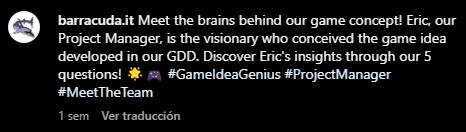 barracuda.it Meet the brains behind our game concept! Eric, our
Project Manager, is the visionary who conceived the game idea
developed in our GDD. Discover Eric's insights through our 5
questions! 🌟 🎮 #GameIdeaGenius #ProjectManager
#MeetTheTeam
1 sem Ver traducción